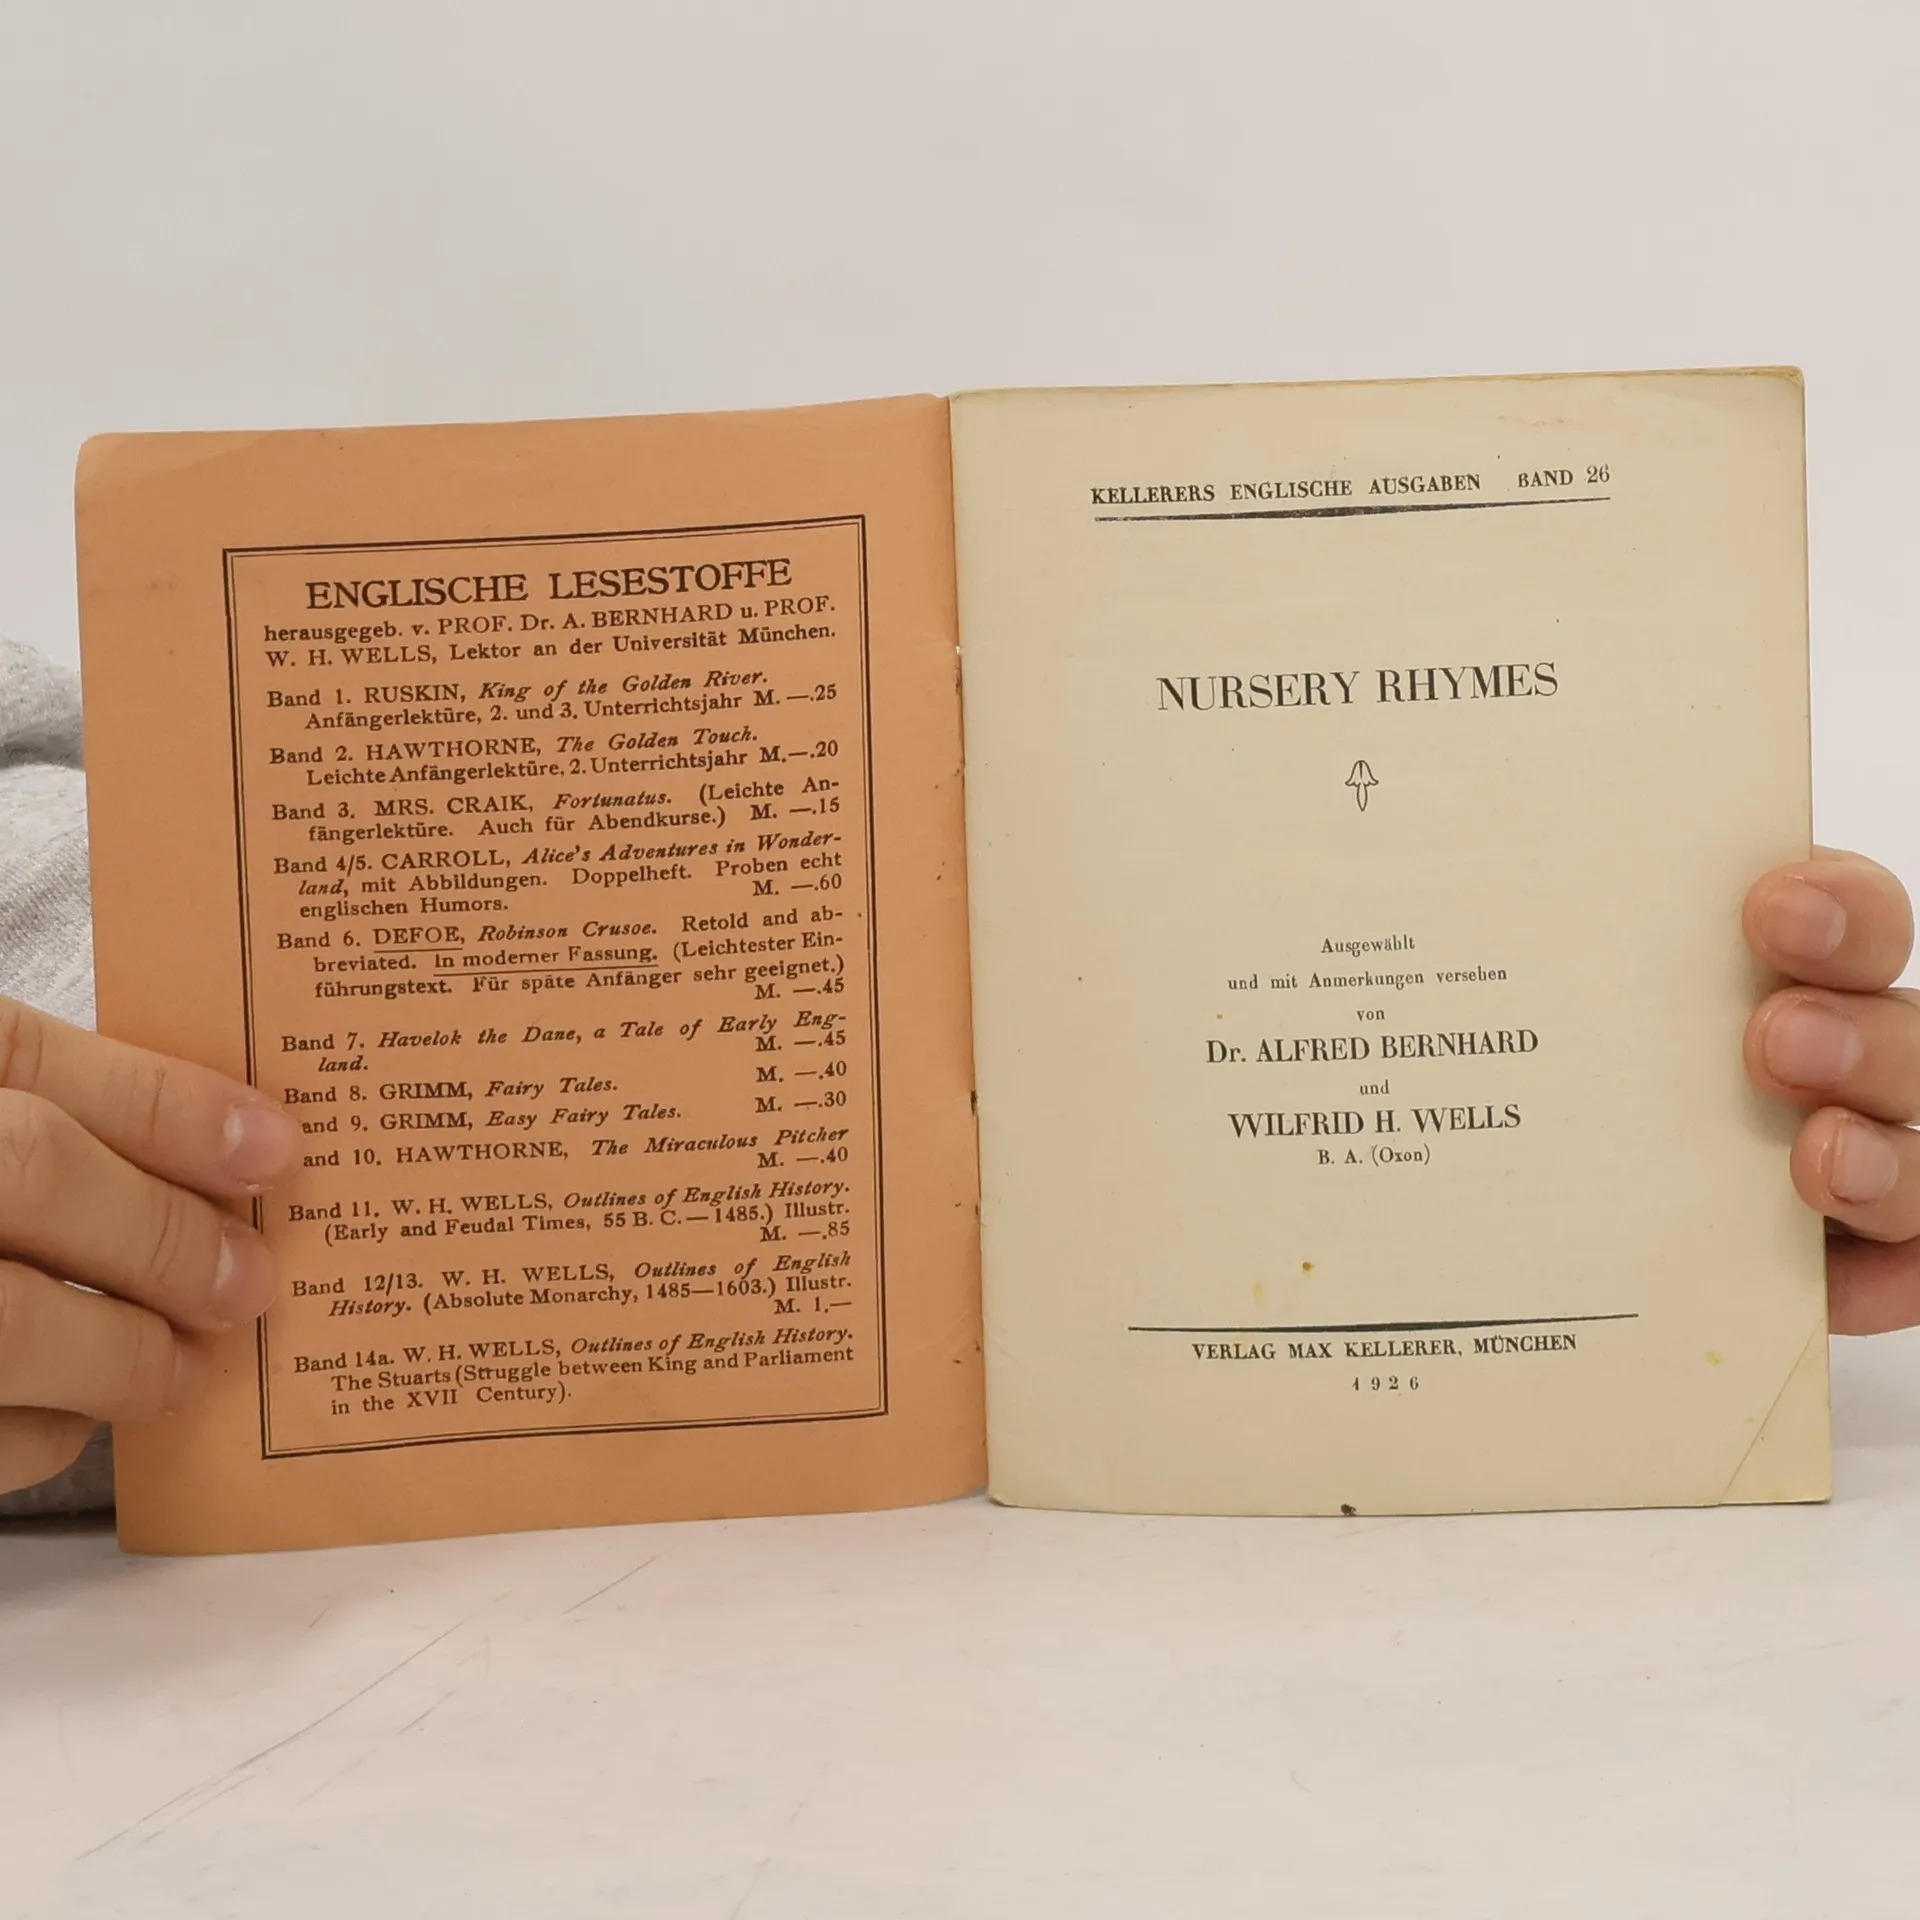 ENGLISCHE LESESTOFFE
herausgegeb. v. PROF. Dr. A. BERNHARD u. PROF.
W. H. WELLS, Lektor an der Universität München.
Band 1. RUSKIN, King of the Golden River.
Anfängerlektüre, 2. und 3. Unterrichtsjahr M. —.25
Band 2. HAWTHORNE, The Golden Touch.
Leichte Anfängerlektüre, 2. Unterrichtsjahr M.—.20
Band 3. MRS. CRAIK, Fortunatus. (Leichte An-
fängerlektüre. Auch für Abendkurse.) M. —.15
Band 4/5. CARROLL, Alice's Adventures in Wonder-
land, mit Abbildungen. Doppelheft. Proben echt
englischen Humors. M. —.60
Band 6. DEFOE, Robinson Crusoe. Retold and ab-
breviated. In moderner Fassung. (Leichtester Ein-
führungstext. Für späte Anfänger sehr geeignet.)
M. —.45
Band 7. Havelok the Dane, a Tale of Early Eng-
land. M. —.45
Band 8. GRIMM, Fairy Tales. M. —.40
and 9. GRIMM, Easy Fairy Tales. M. —.30
and 10. HAWTHORNE, The Miraculous Pitcher
M. —.40
Band 11. W. H. WELLS, Outlines of English History.
(Early and Feudal Times, 55 B. C. — 1485.) Illustr.
M. —.85
Band 12/13. W. H. WELLS, Outlines of English
History. (Absolute Monarchy, 1485—1603.) Illustr.
M. 1.—
Band 14a. W. H. WELLS, Outlines of English History.
The Stuarts (Struggle between King and Parliament
in the XVII Century).
KELLERERS ENGLISCHE AUSGABEN BAND 26
NURSERY RHYMES
Ausgewählt
und mit Anmerkungen versehen
von
Dr. ALFRED BERNHARD
und
WILFRID H. WELLS
B. A. (Oxon)
VERLAG MAX KELLERER, MÜNCHEN
1926